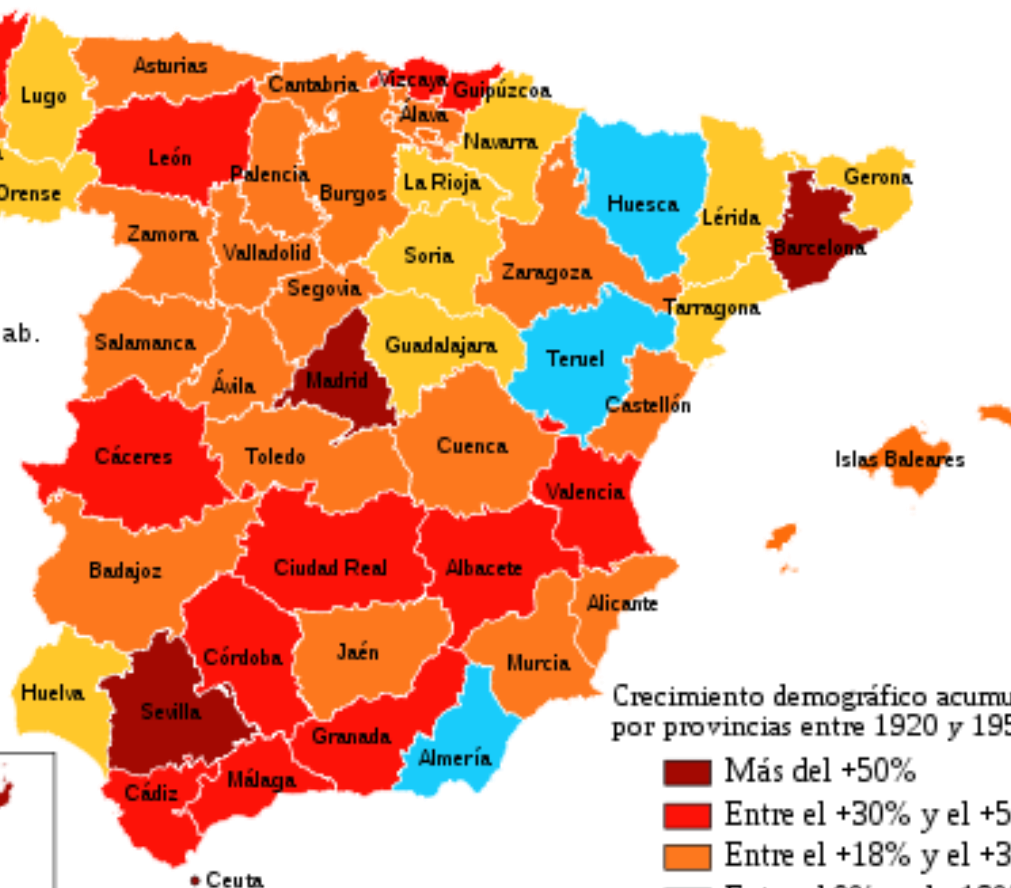 Asturias
Cantabria
Vizcaya
Guipúzcoa
Lugo
Álava
Navarra
León
Palencia
Burgos
La Rioja
Huesca
Gerona
Orense
Lérida
Zamora
Valladolid
Soria
Zaragoza
Barcelona
Segovia
Tarragona
ab.
Salamanca
Ávila
Madrid
Guadalajara
Teruel
Castellón
Cáceres
Toledo
Cuenca
Islas Baleares
Valencia
Badajoz
Ciudad Real
Albacete
Alicante
Córdoba
Jaén
Murcia
Huelva
Sevilla
Granada
Almería
Málaga
Cádiz
Ceuta
Crecimiento demográfico acumu
por provincias entre 1920 y 195
Más del +50%
Entre el +30% y el +5
Entre el +18% y el +3